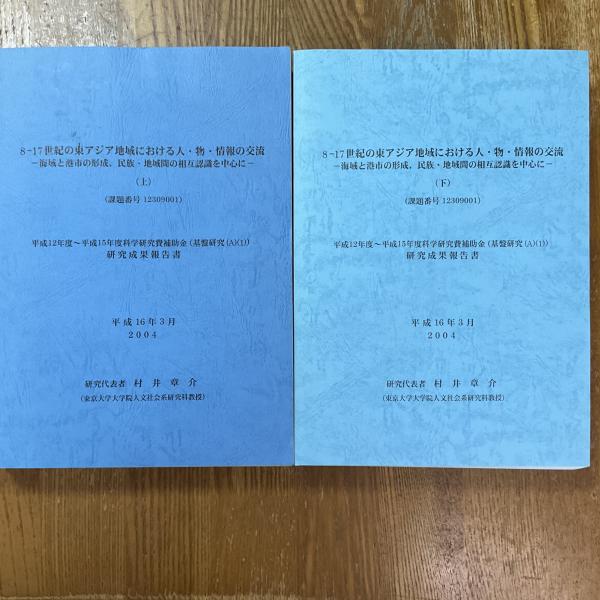 8-17世紀の東アジア地域における人・物・情報の交流
-海域と港市の形成、民族・地域間の相互認識を中心に-
(上)
(課題番号 12309001)
平成12年度～平成15年度科学研究費補助金(基盤研究(A)(1))
研究成果報告書
平成16年3月
2004
研究代表者 村井章介
(東京大学大学院人文社会系研究科教授)
8-17世紀の東アジア地域における人・物・情報の交流
-海域と港市の形成、民族・地域間の相互認識を中心に-
(下)
(課題番号 12309001)
平成12年度～平成15年度科学研究費補助金(基盤研究(A)(1))
研究成果報告書
平成16年3月
2004
研究代表者 村井章介
(東京大学大学院人文社会系研究科教授)